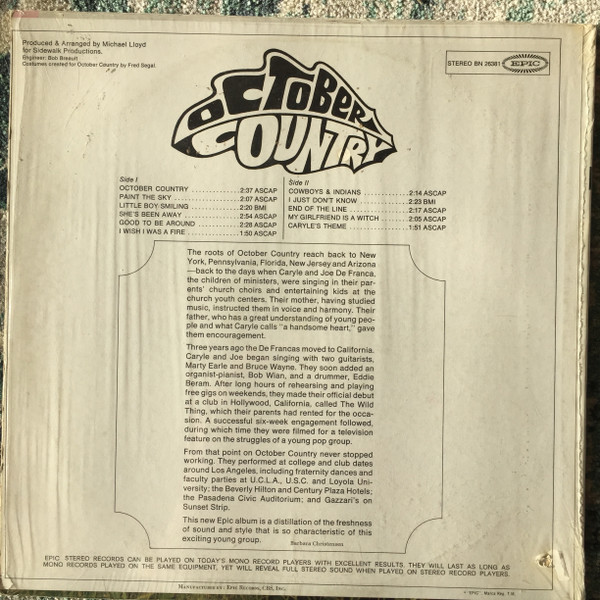 Produced & Arranged by Michael Lloyd
for Sidewalk Productions.
Engineer: Bob Breault
Costumes created for October Country by Fred Segal.
STEREO BN 26381 EPIC
OCTOBER
COUNTRY
Side I
OCTOBER COUNTRY 2:37 ASCAP
PAINT THE SKY 2:07 ASCAP
LITTLE BOY SMILING 2:20 BMI
SHE'S BEEN AWAY 2:54 ASCAP
GOOD TO BE AROUND 2:28 ASCAP
I WISH I WAS A FIRE 1:50 ASCAP
Side II
COWBOYS & INDIANS 2:14 ASCAP
I JUST DON'T KNOW 2:23 BMI
END OF THE LINE 2:17 ASCAP
MY GIRLFRIEND IS A WITCH 2:05 ASCAP
CARYLE'S THEME 1:51 ASCAP
The roots of October Country reach back to New
York, Pennsylvania, Florida, New Jersey and Arizona
—back to the days when Caryle and Joe De Franca,
the children of ministers, were singing in their par-
ents' church choirs and entertaining kids at the
church youth centers. Their mother, having studied
music, instructed them in voice and harmony. Their
father, who has a great understanding of young peo-
ple and what Caryle calls "a handsome heart," gave
them encouragement.
Three years ago the De Francas moved to California.
Caryle and Joe began singing with two guitarists,
Marty Earle and Bruce Wayne. They soon added an
organist-pianist, Bob Wian, and a drummer, Eddie
Beram. After long hours of rehearsing and playing
free gigs on weekends, they made their official debut
at a club in Hollywood, California, called The Wild
Thing, which their parents had rented for the occa-
sion. A successful six-week engagement followed,
during which time they were filmed for a television
feature on the struggles of a young pop group.
From that point on October Country never stopped
working. They performed at college and club dates
around Los Angeles, including fraternity dances and
faculty parties at U.C.L.A., U.S.C. and Loyola Uni-
versity; the Beverly Hilton and Century Plaza Hotels;
the Pasadena Civic Auditorium; and Gazzari's on
Sunset Strip.
This new Epic album is a distillation of the freshness
of sound and style that is so characteristic of this
exciting young group.
Barbara Christensen
EPIC STEREO RECORDS CAN BE PLAYED ON TODAY'S MONO RECORD PLAYERS WITH EXCELLENT RESULTS. THEY WILL LAST AS LONG AS
MONO RECORDS PLAYED ON THE SAME EQUIPMENT, YET WILL REVEAL FULL STEREO SOUND WHEN PLAYED ON STEREO RECORD PLAYERS.
MANUFACTURED BY: EPIC RECORDS, CBS, INC.,
® "EPIC" Marca Reg.